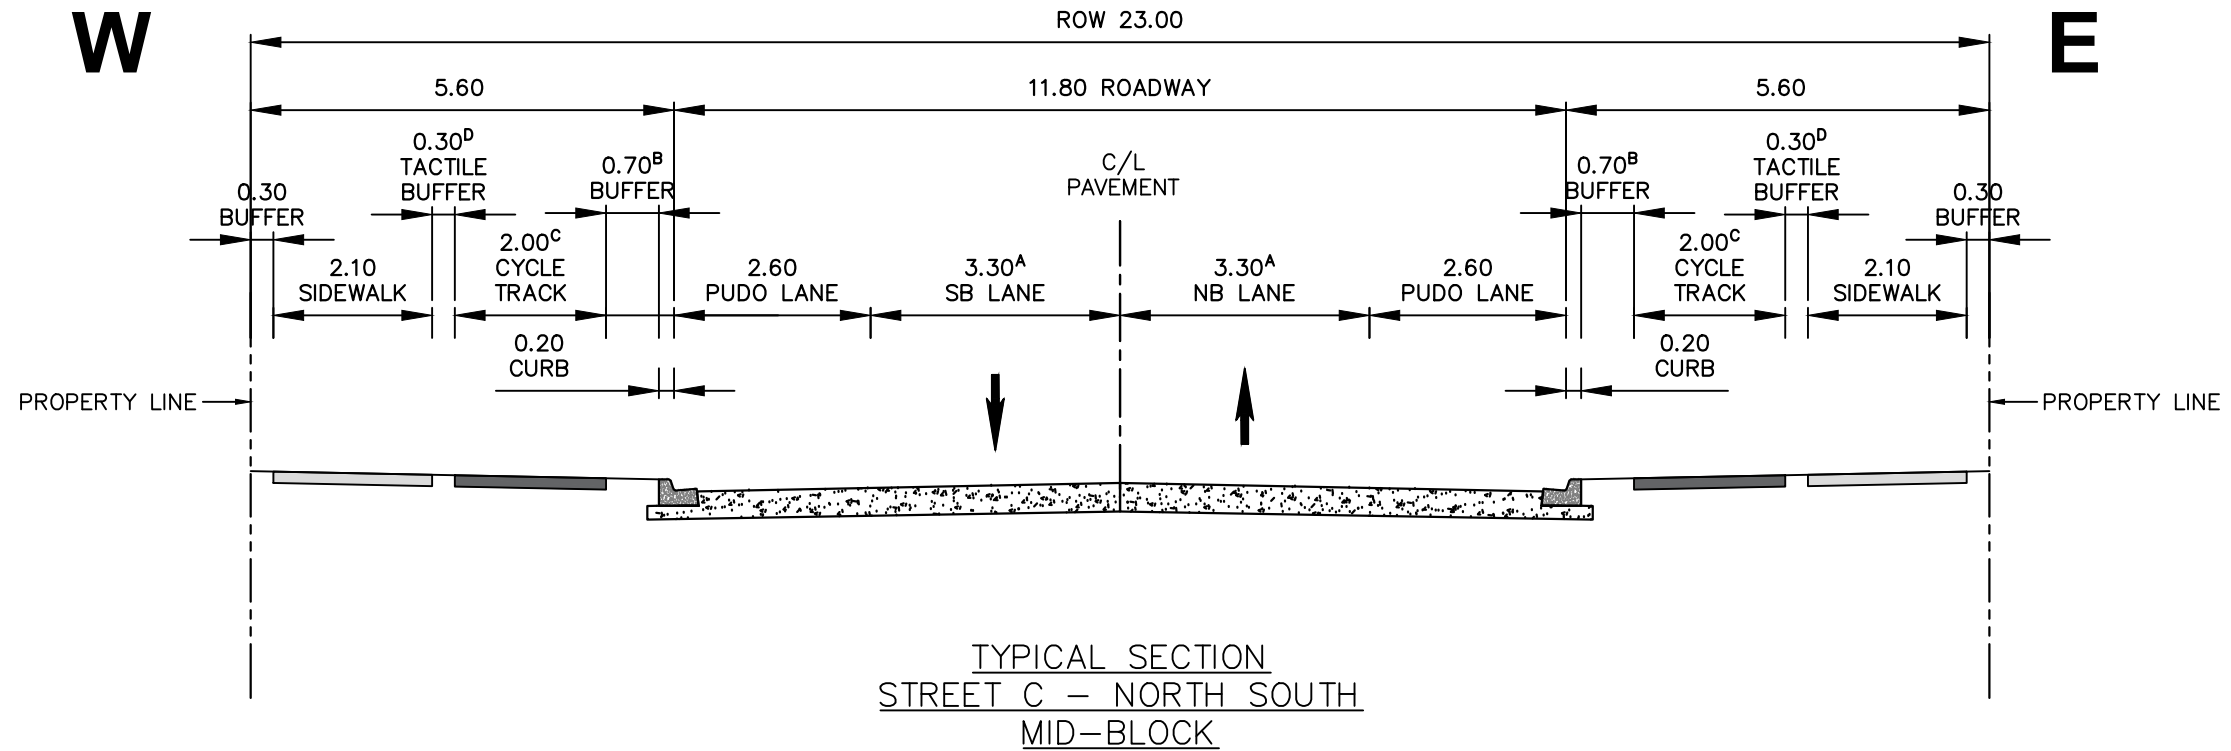 W
ROW 23.00
E
5.60
11.80 ROADWAY
5.60
0.30
BUFFER
0.30D
TACTILE
BUFFER
0.70B
BUFFER
C/L
PAVEMENT
0.70B
BUFFER
0.30D
TACTILE
BUFFER
0.30
BUFFER
2.10
SIDEWALK
2.00C
CYCLE
TRACK
2.60
PUDO LANE
3.30A
SB LANE
3.30A
NB LANE
2.60
PUDO LANE
2.00C
CYCLE
TRACK
2.10
SIDEWALK
0.20
CURB
0.20
CURB
PROPERTY LINE
PROPERTY LINE
TYPICAL SECTION
STREET C – NORTH SOUTH
MID–BLOCK